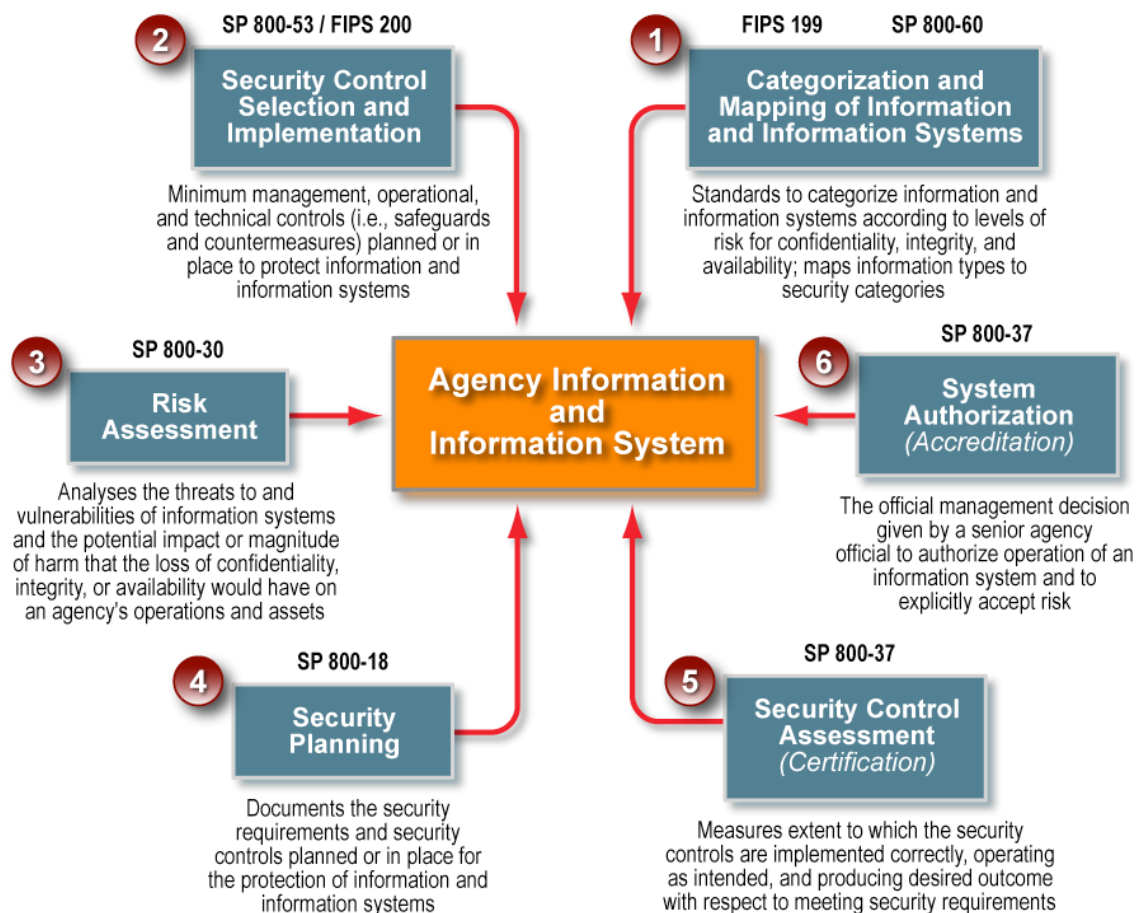 2
SP 800-53 / FIPS 200
Security Control
Selection and
Implementation
Minimum management, operational,
and technical controls (i.e., safeguards
and countermeasures) planned or in
place to protect information and
information systems
1
FIPS 199 SP 800-60
Categorization and
Mapping of Information
and Information Systems
Standards to categorize information and
information systems according to levels of
risk for confidentiality, integrity, and
availability; maps information types to
security categories
3
SP 800-30
Risk
Assessment
Analyses the threats to and
vulnerabilities of information systems
and the potential impact or magnitude
of harm that the loss of confidentiality,
integrity, or availability would have on
an agency's operations and assets
Agency Information
and
Information System
6
SP 800-37
System
Authorization
(Accreditation)
The official management decision
given by a senior agency
official to authorize operation of an
information system and to
explicitly accept risk
4
SP 800-18
Security
Planning
Documents the security
requirements and security
controls planned or in place for
the protection of information and
information systems
5
SP 800-37
Security Control
Assessment
(Certification)
Measures extent to which the security
controls are implemented correctly, operating
as intended, and producing desired outcome
with respect to meeting security requirements